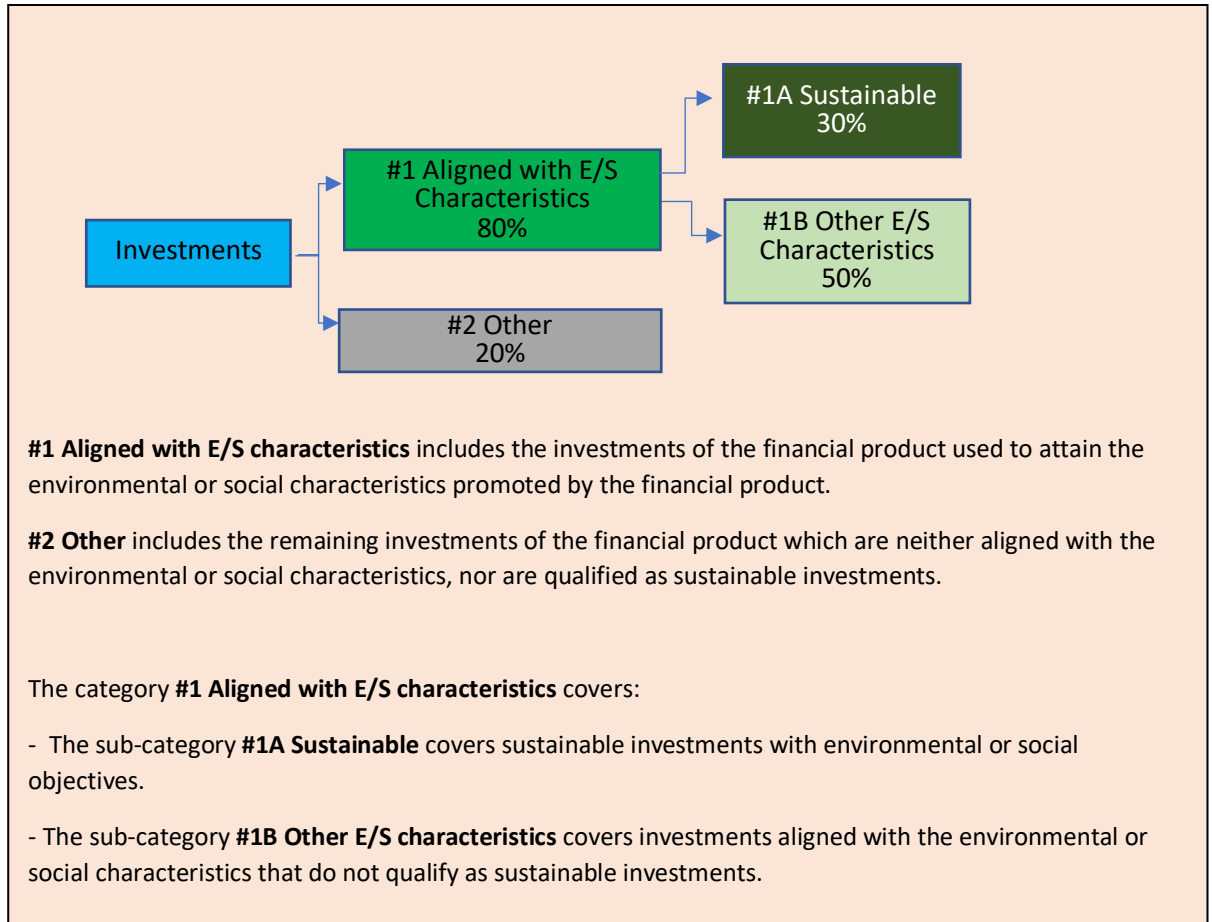 #1A Sustainable
30%
#1 Aligned with E/S
Characteristics
80%
#1B Other E/S
Characteristics
50%
Investments
#2 Other
20%
#1 Aligned with E/S characteristics includes the investments of the financial product used to attain the
environmental or social characteristics promoted by the financial product.
#2 Other includes the remaining investments of the financial product which are neither aligned with the
environmental or social characteristics, nor are qualified as sustainable investments.
The category #1 Aligned with E/S characteristics covers:
- The sub-category #1A Sustainable covers sustainable investments with environmental or social
objectives.
- The sub-category #1B Other E/S characteristics covers investments aligned with the environmental or
social characteristics that do not qualify as sustainable investments.